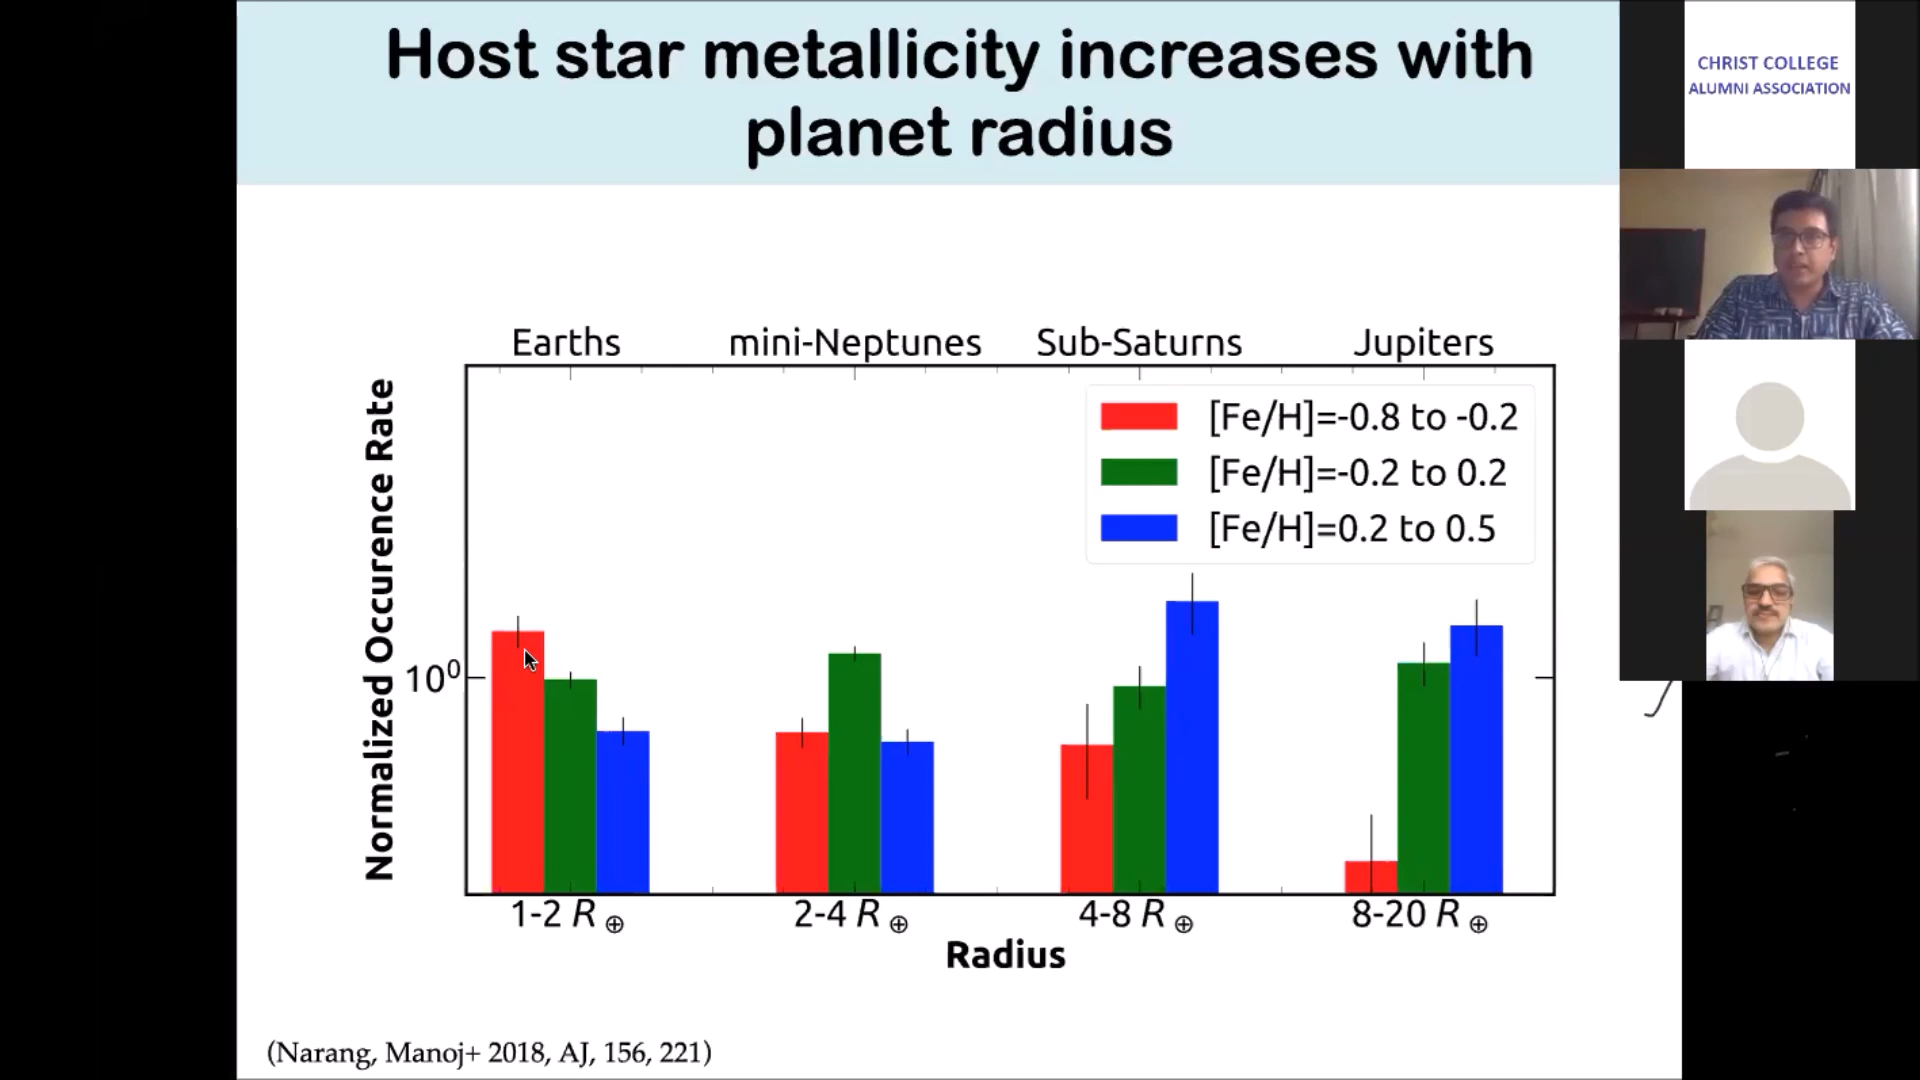 Host star metallicity increases with
planet radius
CHRIST COLLEGE
ALUMNI ASSOCIATION
Earths mini-Neptunes Sub-Saturns Jupiters
[Fe/H]=-0.8 to -0.2
[Fe/H]=-0.2 to 0.2
[Fe/H]=0.2 to 0.5
Normalized Occurence Rate
10⁰
1-2 R⊕ 2-4 R⊕ 4-8 R⊕ 8-20 R⊕
Radius
(Narang, Manoj+ 2018, AJ, 156, 221)